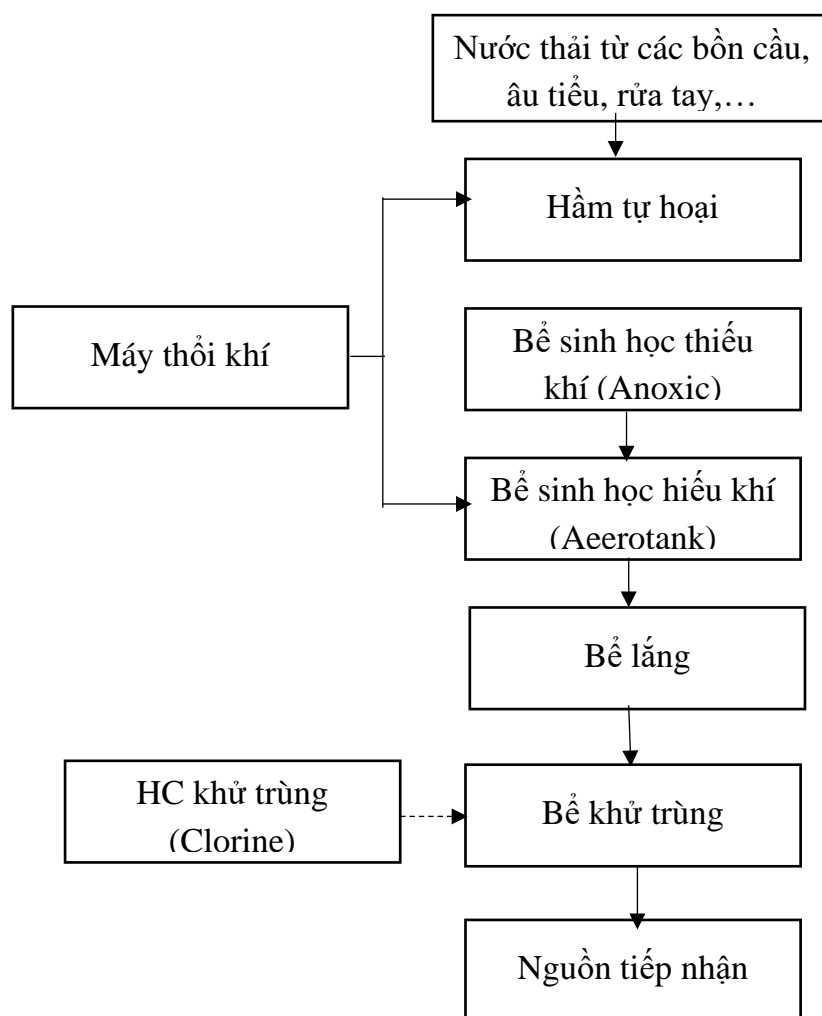 Nước thải từ các bồn cầu,
âu tiểu, rửa tay,…
Hầm tự hoại
Máy thổi khí
Bể sinh học thiếu
khí (Anoxic)
Bể sinh học hiếu khí
(Aeerotank)
Bể lắng
HC khử trùng
(Clorine)
Bể khử trùng
Nguồn tiếp nhận